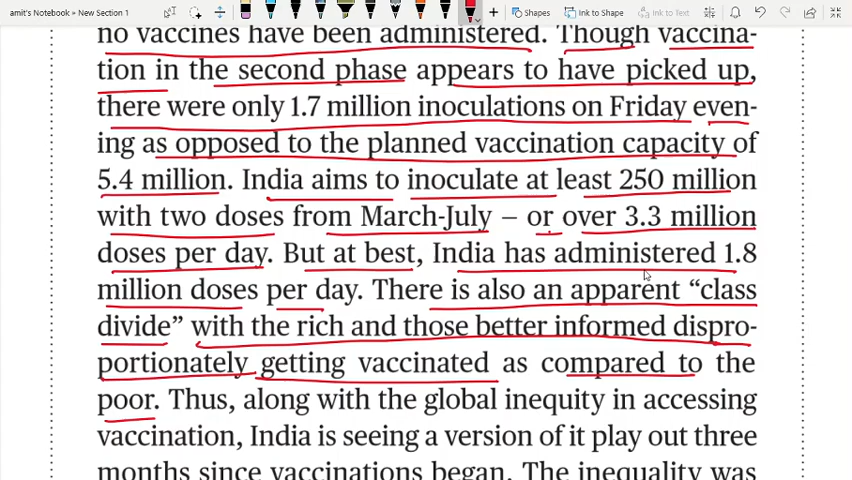 amit's Notebook » New Section 1
Shapes
Ink to Shape
Ink to Text
no vaccines have been administered. Though vaccina-
tion in the second phase appears to have picked up,
there were only 1.7 million inoculations on Friday even-
ing as opposed to the planned vaccination capacity of
5.4 million. India aims to inoculate at least 250 million
with two doses from March-July – or over 3.3 million
doses per day. But at best, India has administered 1.8
million doses per day. There is also an apparent “class
divide” with the rich and those better informed dispro-
portionately getting vaccinated as compared to the
poor. Thus, along with the global inequity in accessing
vaccination, India is seeing a version of it play out three
months since vaccinations began. The inequality was